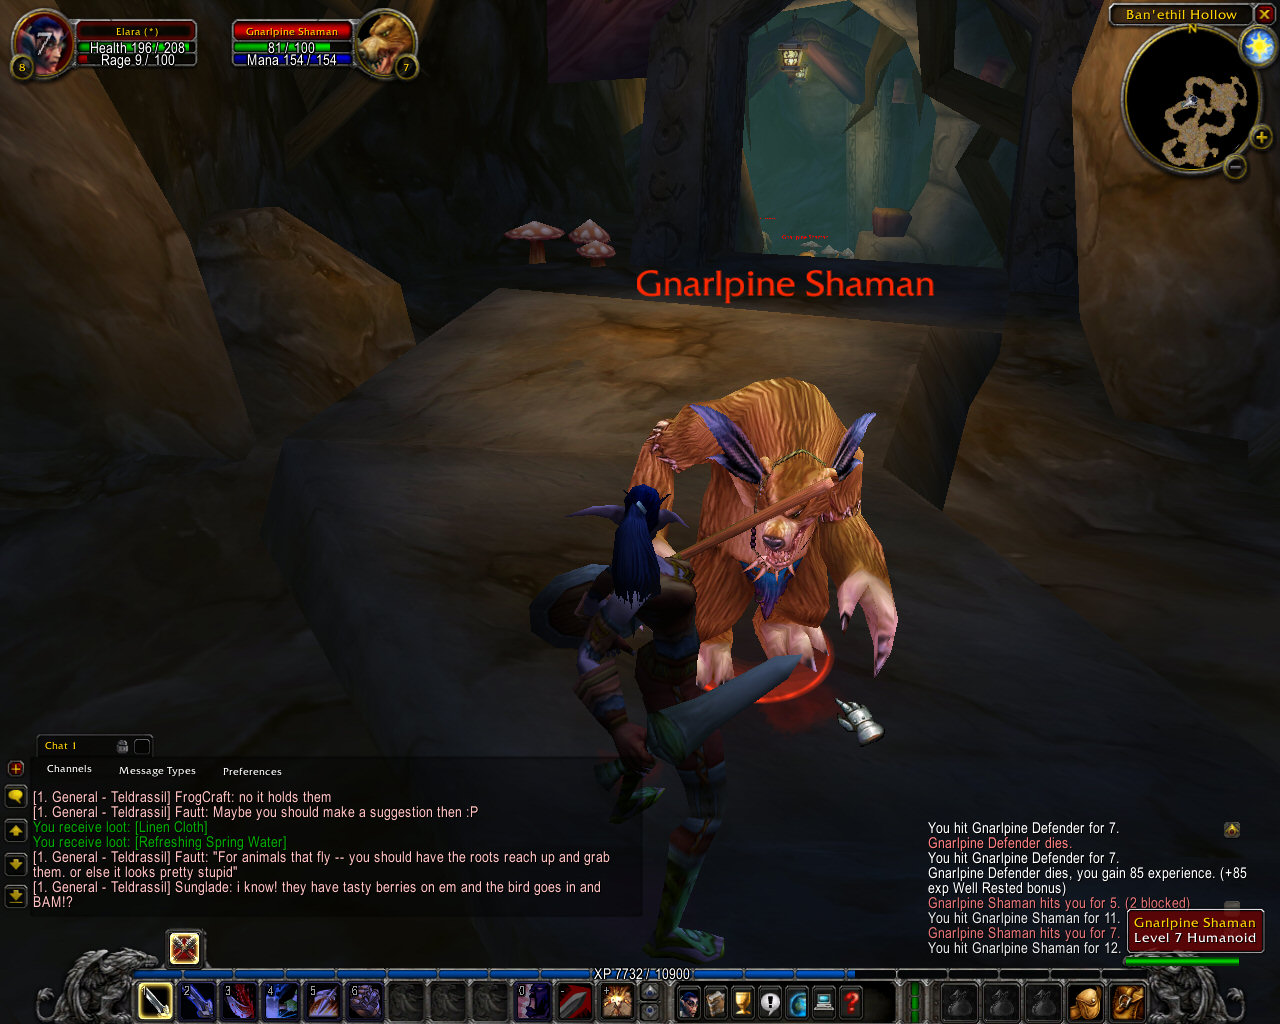 Elara (*)
7
Health 196 / 208
Rage 9 / 100
8
Gnarlpine Shaman
81 / 100
Mana 154 / 154
7
Ban'ethil Hollow
N
Gnarlpine Shaman
Chat 1
Channels
Message Types
Preferences
[1. General - Teldrassil] FrogCraft: no it holds them
[1. General - Teldrassil] Fautt: Maybe you should make a suggestion then :P
You receive loot: [Linen Cloth]
You receive loot: [Refreshing Spring Water]
[1. General - Teldrassil] Fautt: "For animals that fly -- you should have the roots reach up and grab
them. or else it looks pretty stupid"
[1. General - Teldrassil] Sunglade: i know! they have tasty berries on em and the bird goes in and
BAM!?
You hit Gnarlpine Defender for 7.
Gnarlpine Defender dies.
You hit Gnarlpine Defender for 7.
Gnarlpine Defender dies, you gain 85 experience. (+85
exp Well Rested bonus)
Gnarlpine Shaman hits you for 5. (2 blocked)
You hit Gnarlpine Shaman for 11.
Gnarlpine Shaman hits you for 7.
You hit Gnarlpine Shaman for 12.
Gnarlpine Shaman
Level 7 Humanoid
XP 7732 / 10900
2
3
4
5
6
0
-
+